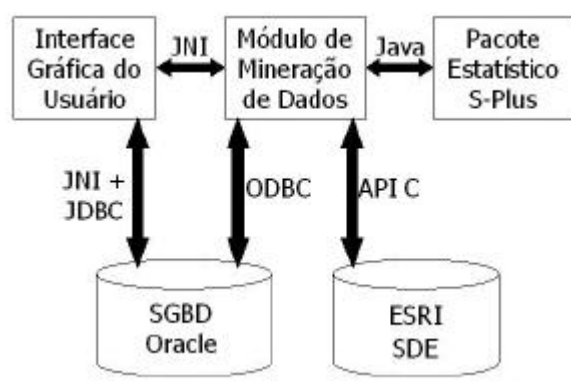 Interface
Gráfica do
Usuário
JNI
Módulo de
Mineração
de Dados
Java
Pacote
Estatístico
S-Plus
JNI +
JDBC
ODBC
API C
SGBD
Oracle
ESRI
SDE